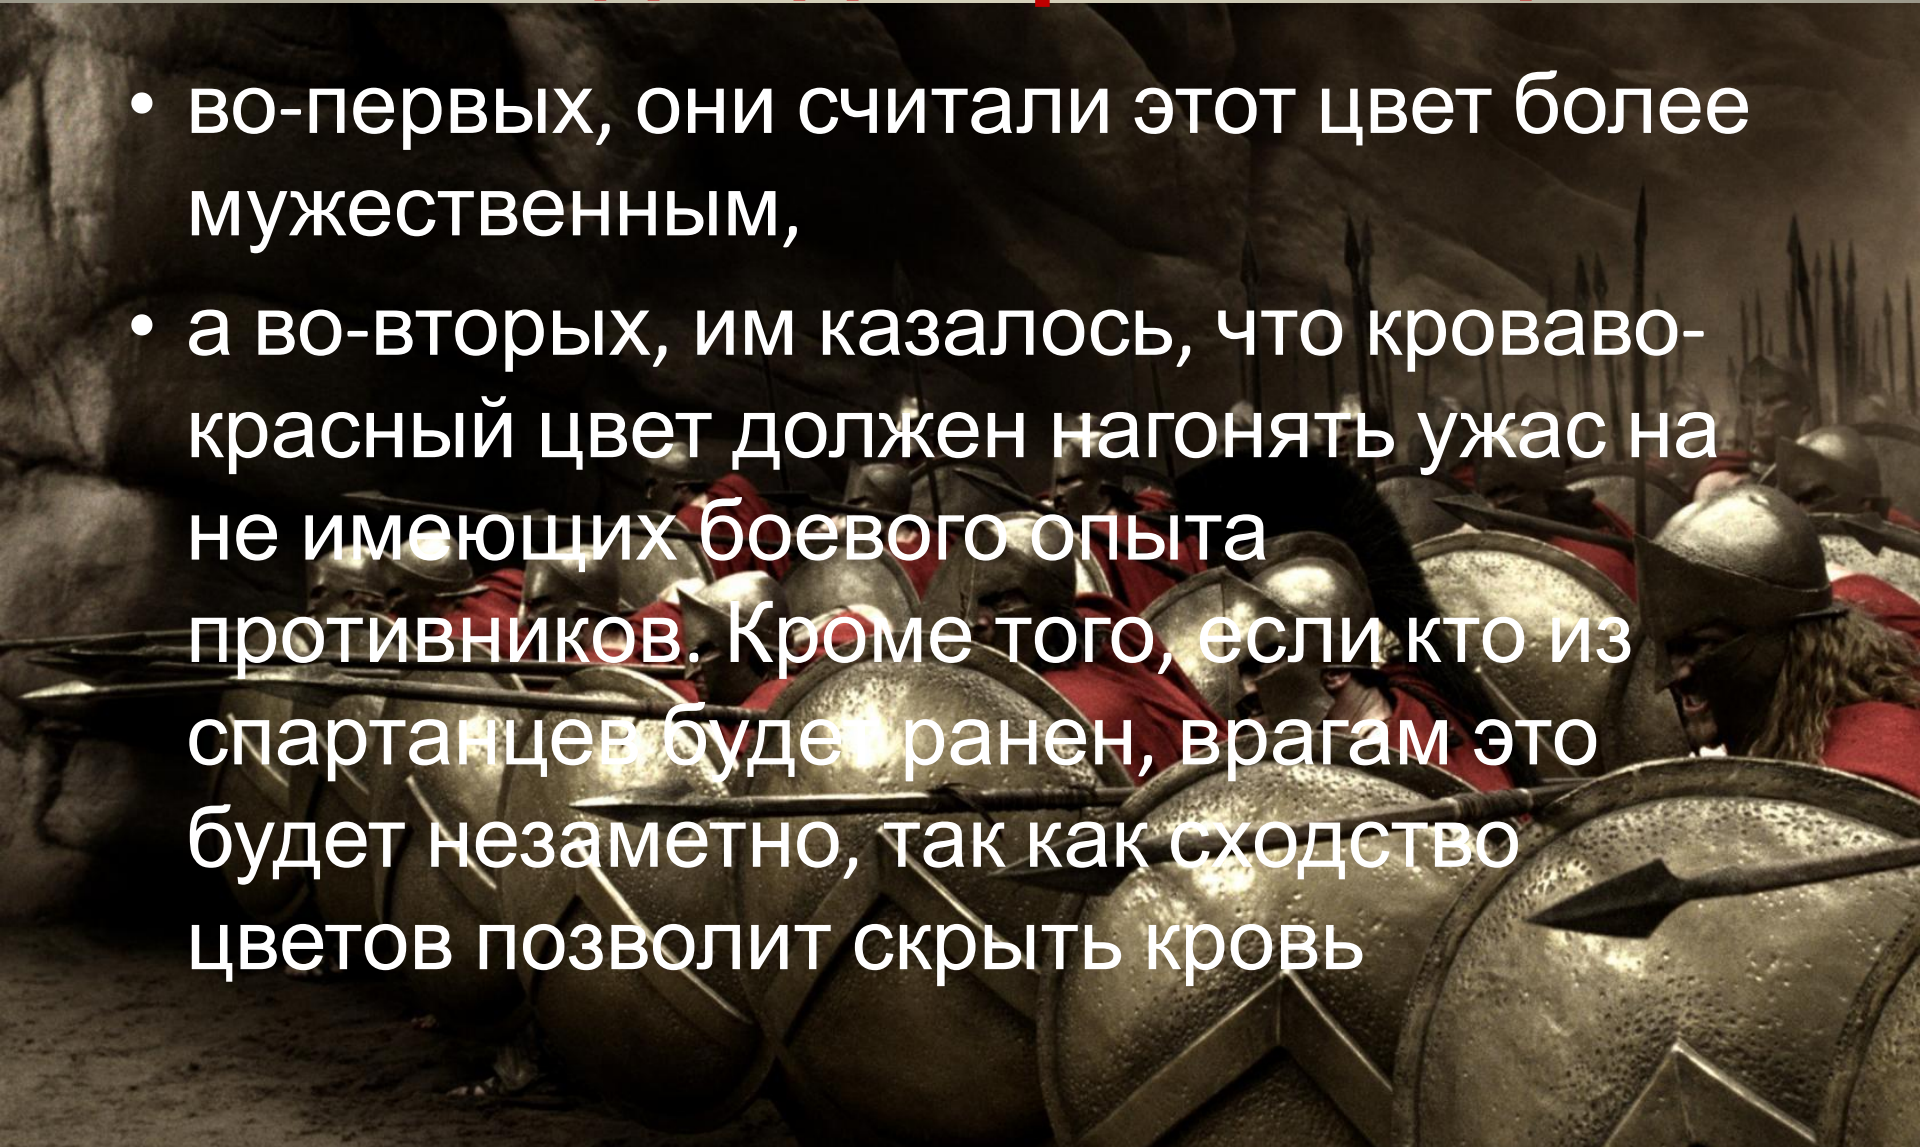 • во-первых, они считали этот цвет более
мужественным,
• а во-вторых, им казалось, что кроваво-
красный цвет должен нагонять ужас на
не имеющих боевого опыта
противников. Кроме того, если кто из
спартанцев будет ранен, врагам это
будет незаметно, так как сходство
цветов позволит скрыть кровь